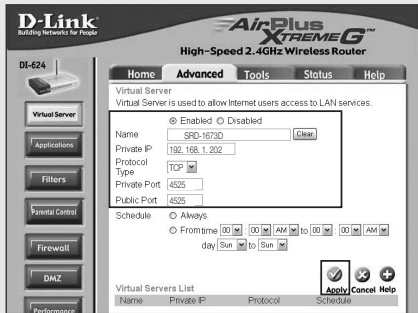 D-Link
Building Networks for People
AirPlus
XTREME G™
High-Speed 2.4GHz Wireless Router
DI-624
Home Advanced Tools Status Help
Virtual Server
Applications
Filters
Parental Control
Firewall
DMZ
Performance
Virtual Server
Virtual Server is used to allow Internet users access to LAN services.
Enabled Disabled
Name SRD-1673D Clear
Private IP 192. 168. 1. 202
Protocol
Type TCP
Private Port 4525
Public Port 4525
Schedule Always
From time 00 : 00 AM to 00 : 00 AM
day Sun to Sun
Apply Cancel Help
Virtual Servers List
Name Private IP Protocol Schedule